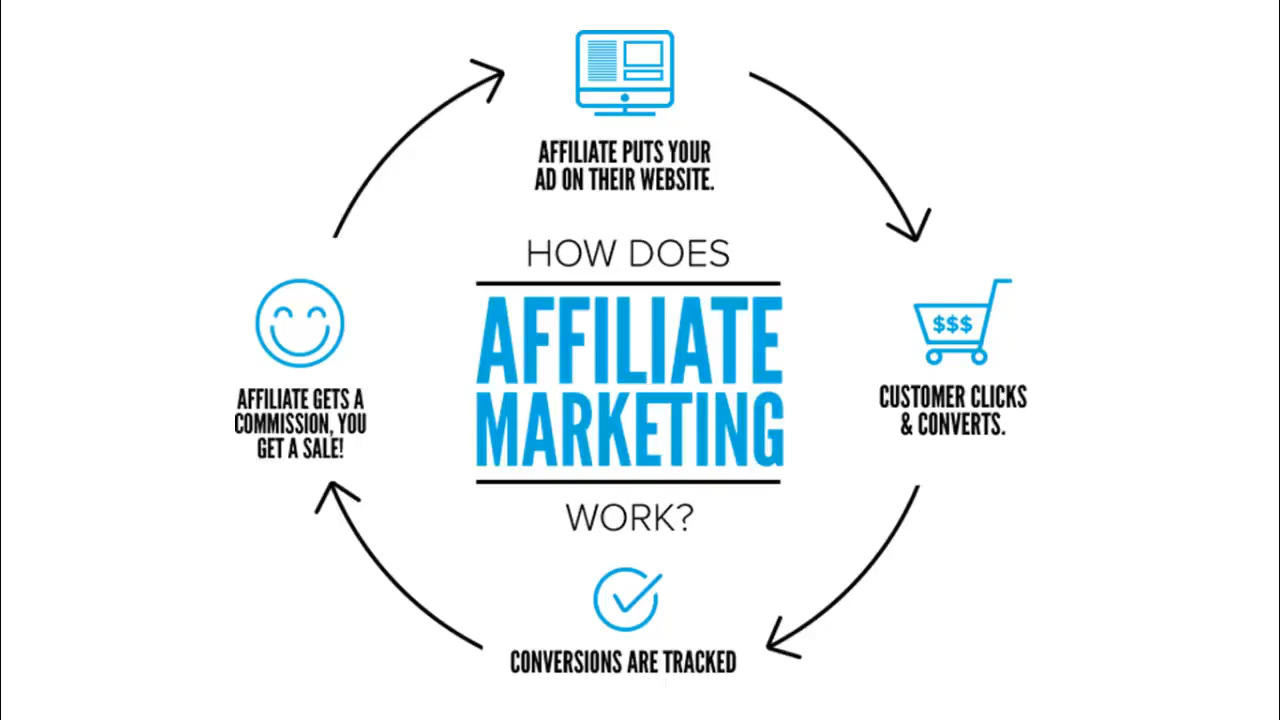 AFFILIATE PUTS YOUR
AD ON THEIR WEBSITE.
HOW DOES
AFFILIATE
MARKETING
WORK?
$$$
CUSTOMER CLICKS
& CONVERTS.
CONVERSIONS ARE TRACKED
AFFILIATE GETS A
COMMISSION, YOU
GET A SALE!